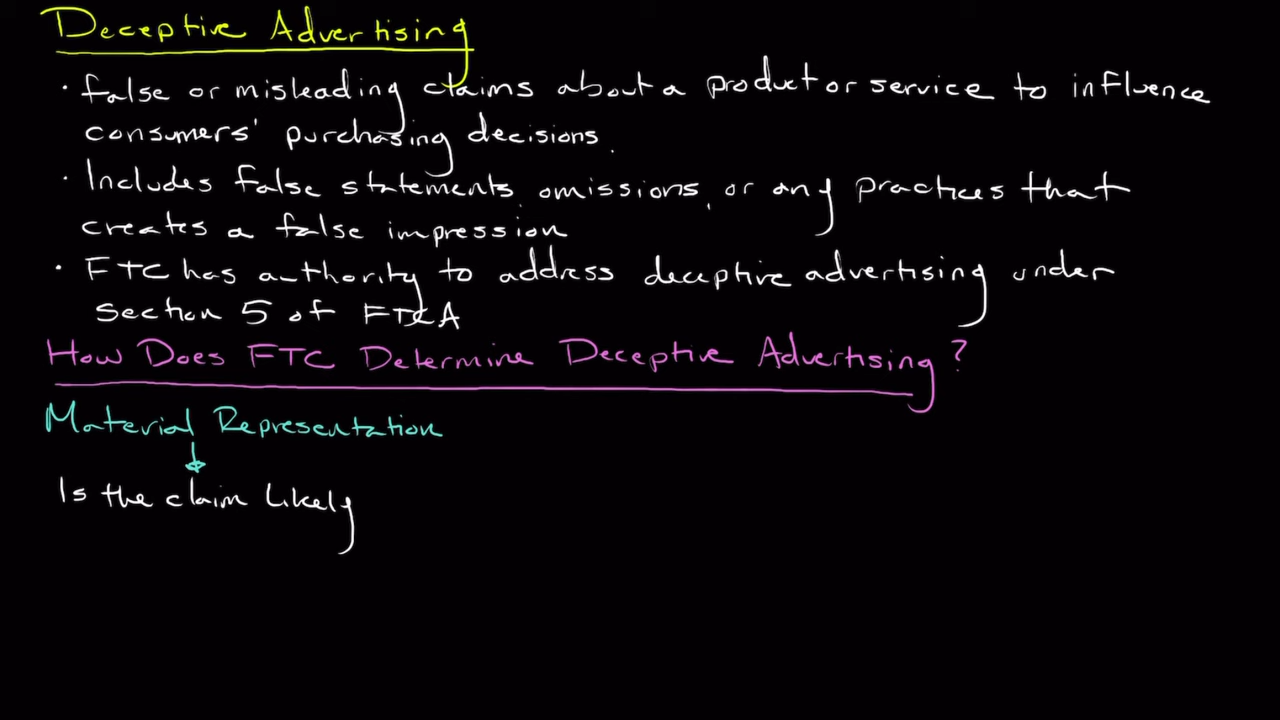 Deceptive Advertising
• False or misleading claims about a product or service to influence
consumers' purchasing decisions.
• Includes false statements, omissions, or any practices that
creates a false impression
• FTC has authority to address deceptive advertising under
section 5 of FTCA
How Does FTC Determine Deceptive Advertising?
Material Representation
Is the claim likely